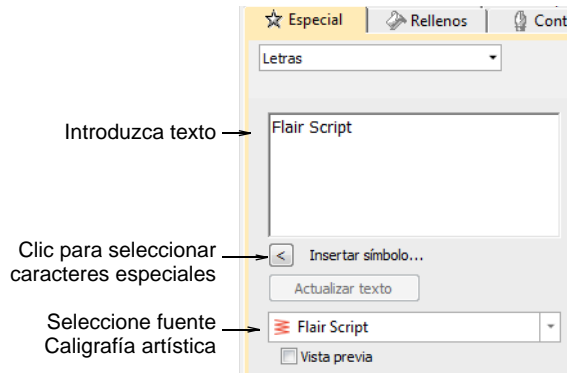 Especial
Rellenos
Cont
Letras
Introduzca texto
Flair Script
Clic para seleccionar
caracteres especiales
< Insertar símbolo...
Actualizar texto
Seleccione fuente
Caligrafía artística
Flair Script
Vista previa